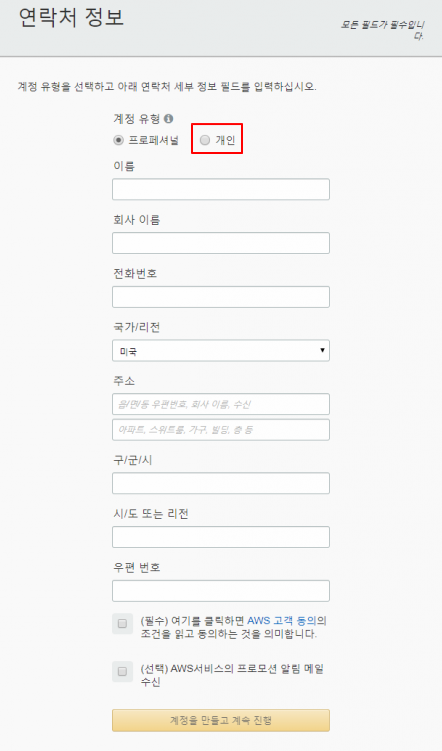 연락처 정보
모든 필드가 필수입니
다.
계정 유형을 선택하고 아래 연락처 세부 정보 필드를 입력하십시오.
계정 유형
프로페셔널 개인
이름
회사 이름
전화번호
국가/리전
미국
주소
읍/면/동 우편번호, 회사 이름, 수신
아파트, 스위트룸, 가구, 빌딩, 층 등
구/군/시
시/도 또는 리전
우편 번호
(필수) 여기를 클릭하면 AWS 고객 동의의
조건을 읽고 동의하는 것을 의미합니다.
(선택) AWS서비스의 프로모션 알림 메일
수신
계정을 만들고 계속 진행